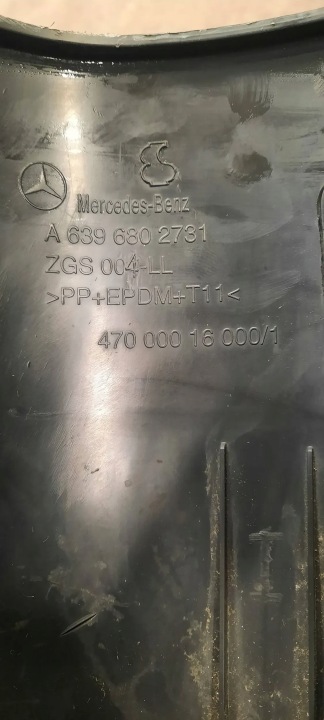 Mercedes-Benz
A 639 680 2731
ZGS 004-LL
>PP+EPDM+T11<
470 000 16 000/1